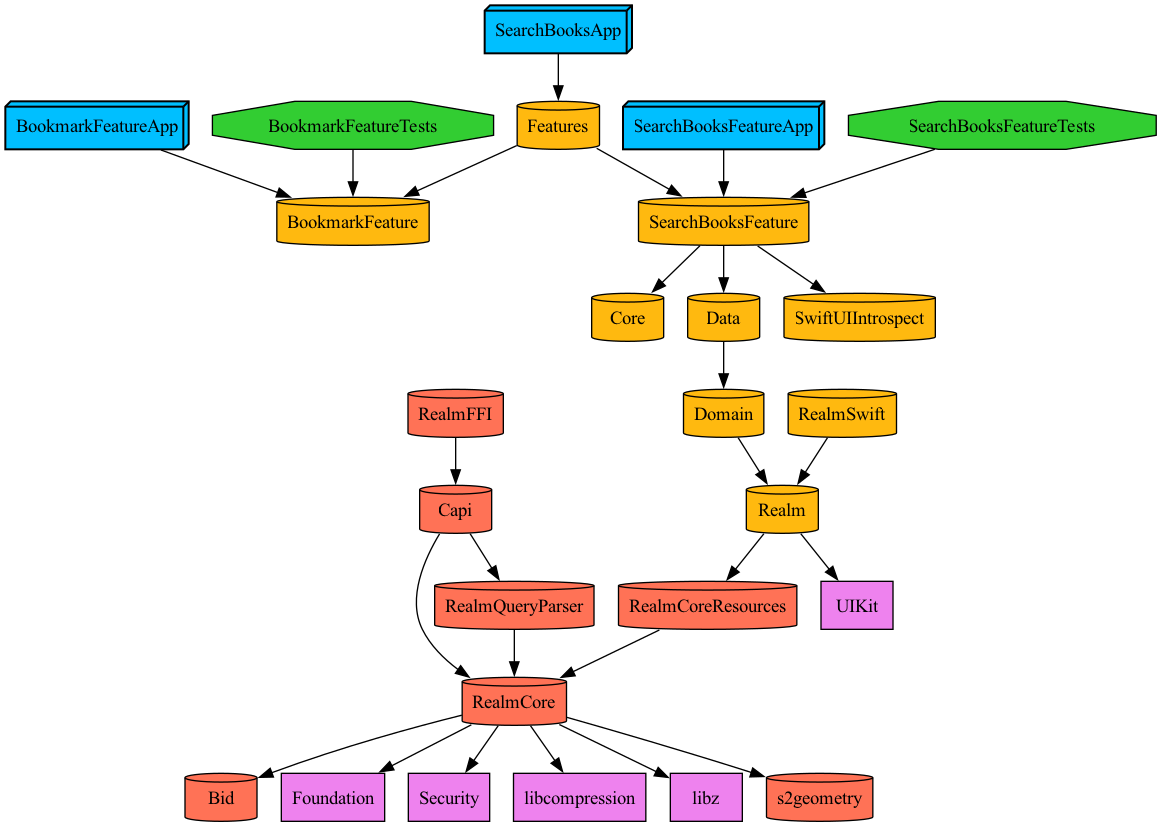 SearchBooksApp
BookmarkFeatureApp
BookmarkFeatureTests
Features
SearchBooksFeatureApp
SearchBooksFeatureTests
BookmarkFeature
SearchBooksFeature
Core
Data
SwiftUIIntrospect
RealmFFI
Domain
RealmSwift
Capi
Realm
RealmQueryParser
RealmCoreResources
UIKit
RealmCore
Bid
Foundation
Security
libcompression
libz
s2geometry